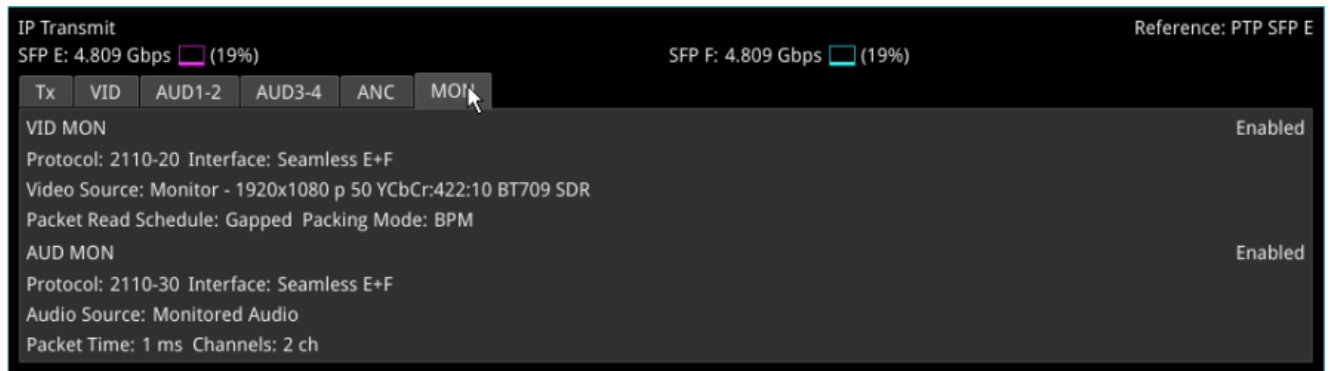 IP Transmit Reference: PTP SFP E
SFP E: 4.809 Gbps (19%) SFP F: 4.809 Gbps (19%)
Tx VID AUD1-2 AUD3-4 ANC MON
VID MON Enabled
Protocol: 2110-20 Interface: Seamless E+F
Video Source: Monitor - 1920x1080 p 50 YCbCr:422:10 BT709 SDR
Packet Read Schedule: Gapped Packing Mode: BPM
AUD MON Enabled
Protocol: 2110-30 Interface: Seamless E+F
Audio Source: Monitored Audio
Packet Time: 1 ms Channels: 2 ch